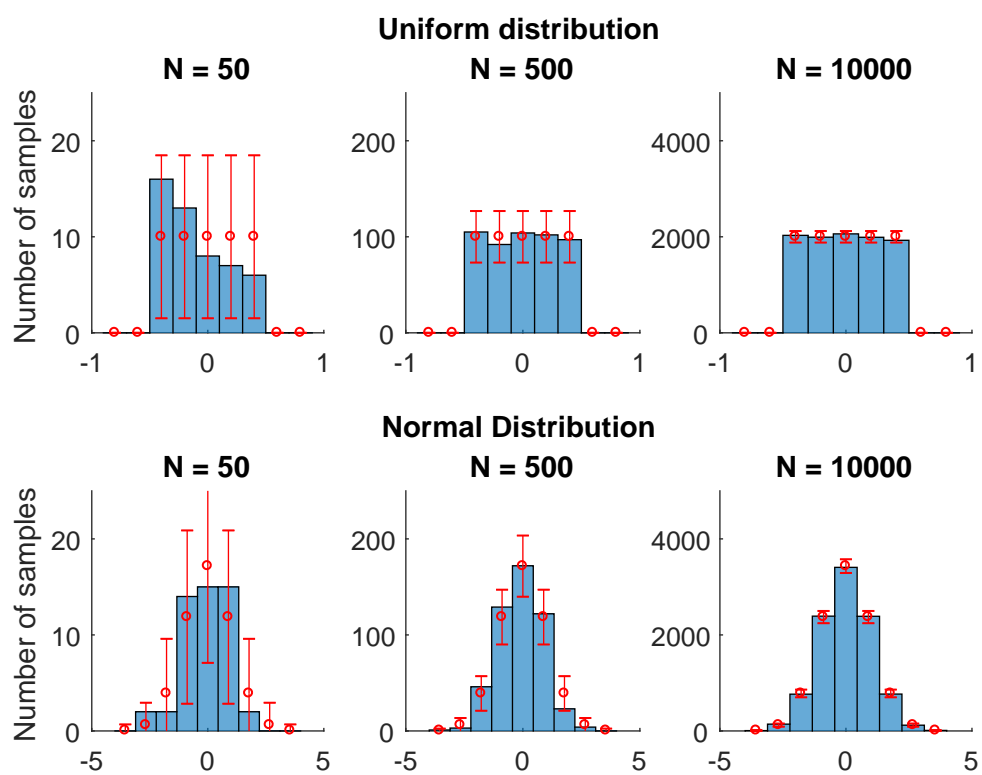 Uniform distribution
N = 50
N = 500
N = 10000
Number of samples
20
10
0
-1 0 1
200
100
0
-1 0 1
4000
2000
0
-1 0 1
Normal Distribution
N = 50
N = 500
N = 10000
Number of samples
20
10
0
-5 0 5
200
100
0
-5 0 5
4000
2000
0
-5 0 5